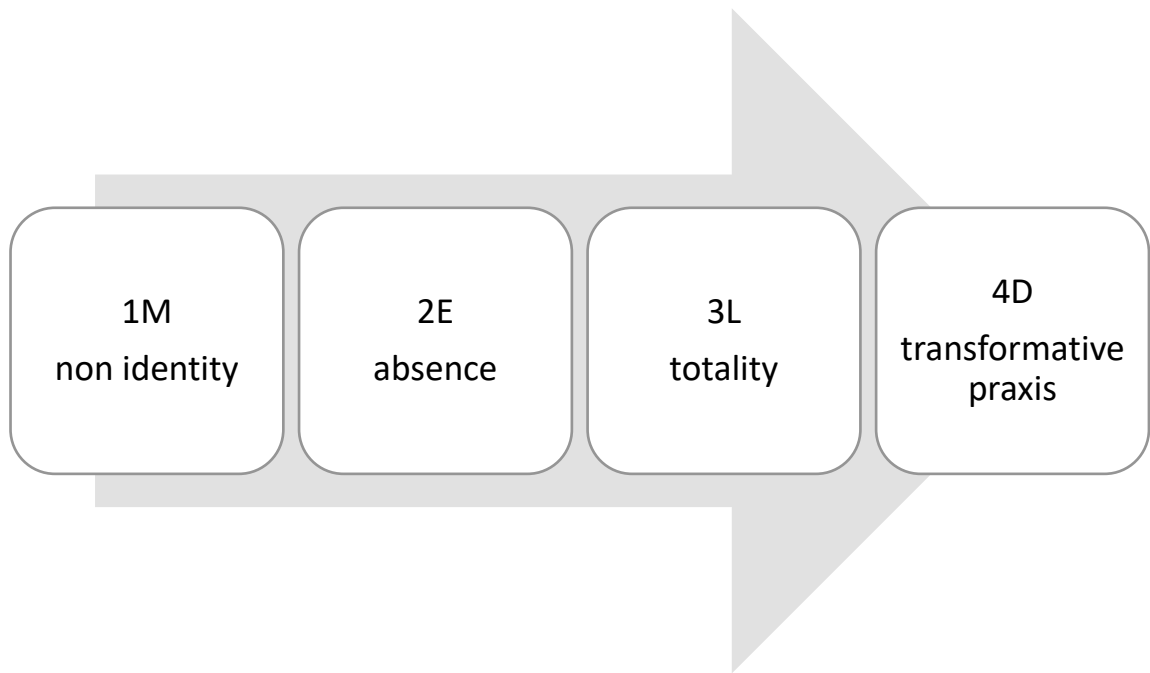 1M
non identity
2E
absence
3L
totality
4D
transformative
praxis